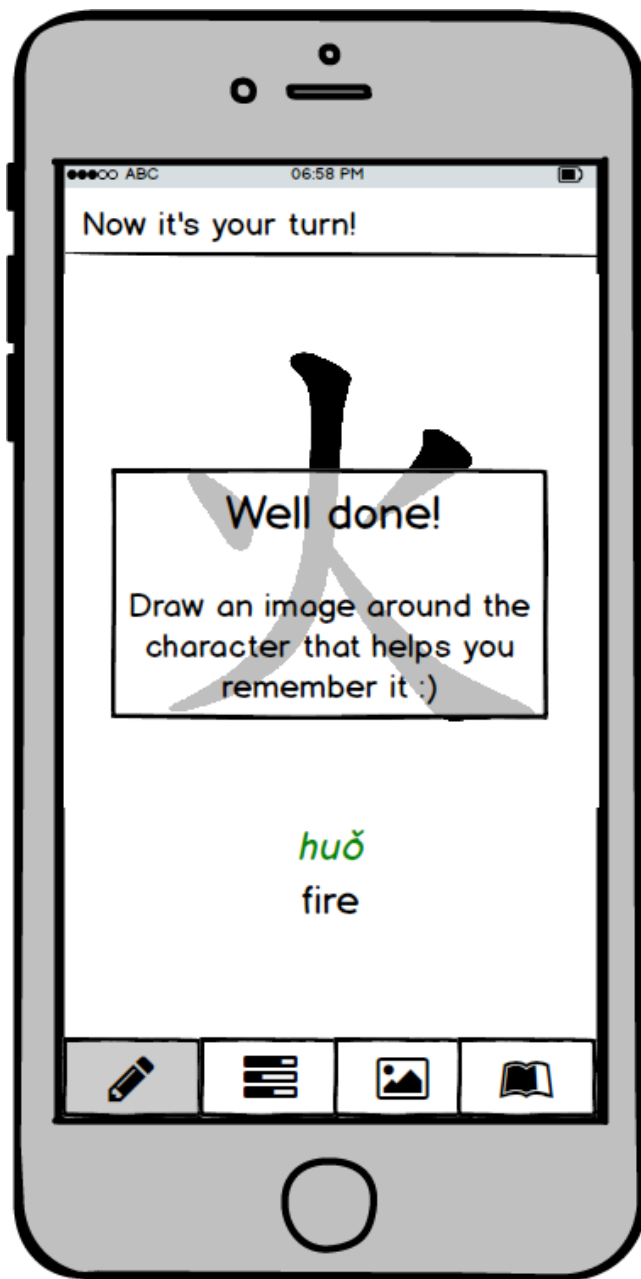 ABC 06:58 PM
Now it's your turn!
火
Well done!
Draw an image around the
character that helps you
remember it :)
huǒ
fire